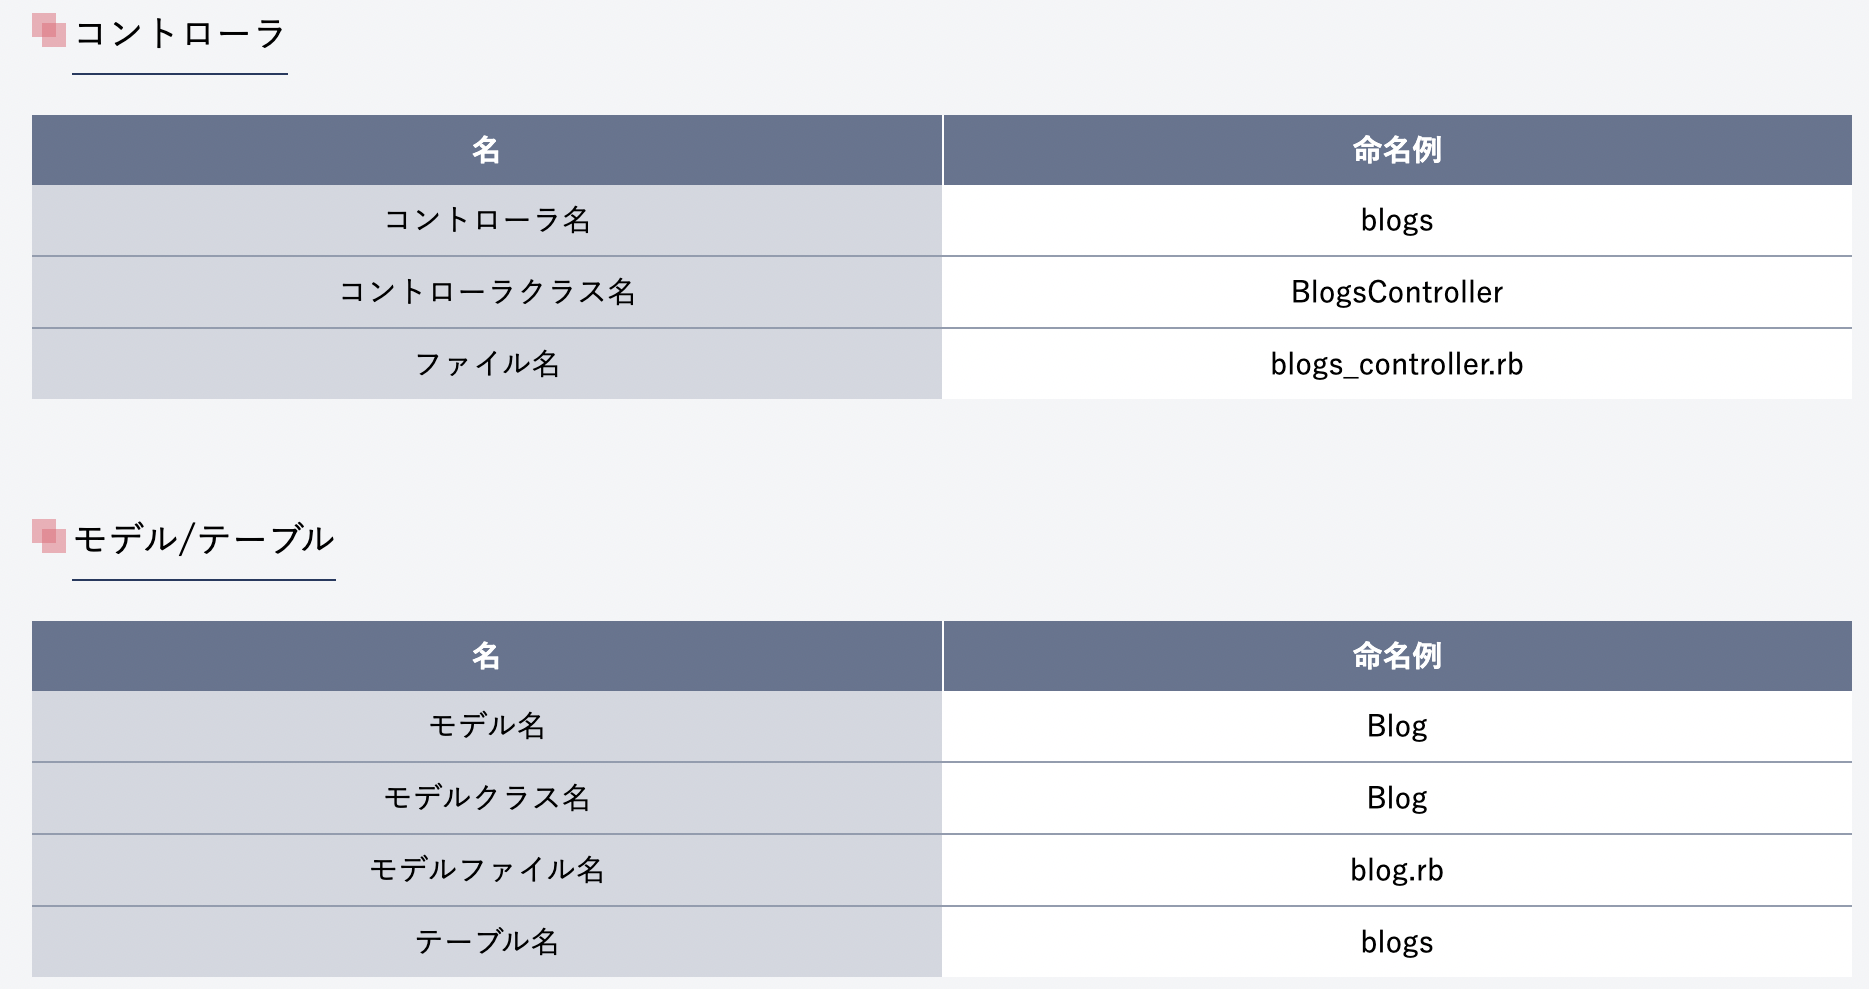 コントローラ
名 命名例
コントローラ名 blogs
コントローラクラス名 BlogsController
ファイル名 blogs_controller.rb
モデル/テーブル
名 命名例
モデル名 Blog
モデルクラス名 Blog
モデルファイル名 blog.rb
テーブル名 blogs